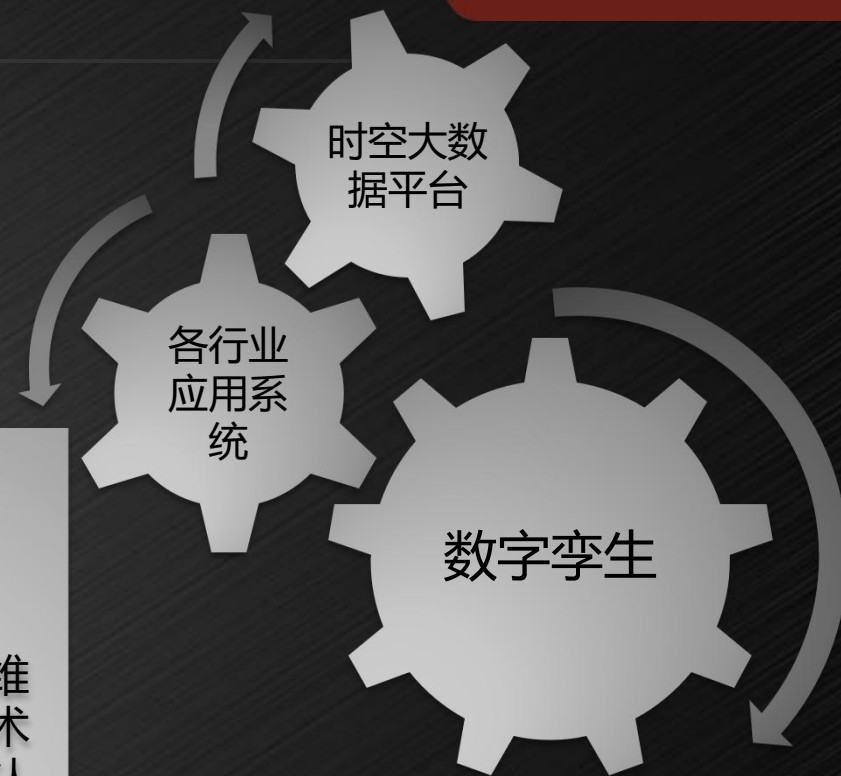 时空大数
据平台
各行业
应用系
统
数字孪生
维
术